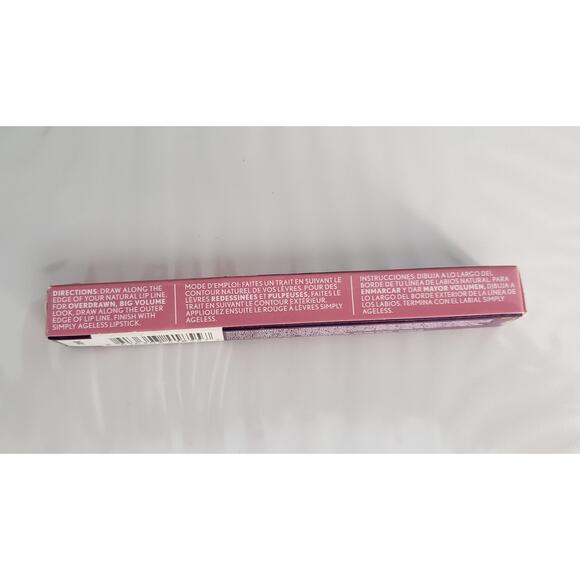 DIRECTIONS: DRAW ALONG THE
EDGE OF YOUR NATURAL LIP LINE.
FOR OVERDRAWN, BIG VOLUME
LOOK, DRAW ALONG THE OUTER
EDGE OF LIP LINE. FINISH WITH
SIMPLY AGELESS LIPSTICK.
MODE D'EMPLOI: FAITES UN TRAIT EN SUIVANT LE
CONTOUR NATUREL DE VOS LÈVRES. POUR DES
LÈVRES REDESSINÉES ET PULPEUSES, FAITES LE
TRAIT EN SUIVANT LE CONTOUR EXTÉRIEUR.
APPLIQUEZ ENSUITE LE ROUGE À LÈVRES SIMPLY
AGELESS.
INSTRUCCIONES: DIBUJA A LO LARGO DEL
BORDE DE TU LÍNEA DE LABIOS NATURAL. PARA
ENMARCAR Y DAR MAYOR VOLUMEN, DIBUJA A
LO LARGO DEL BORDE EXTERIOR DE LA LÍNEA DE
LOS LABIOS. TERMINA CON EL LABIAL SIMPLY
AGELESS.